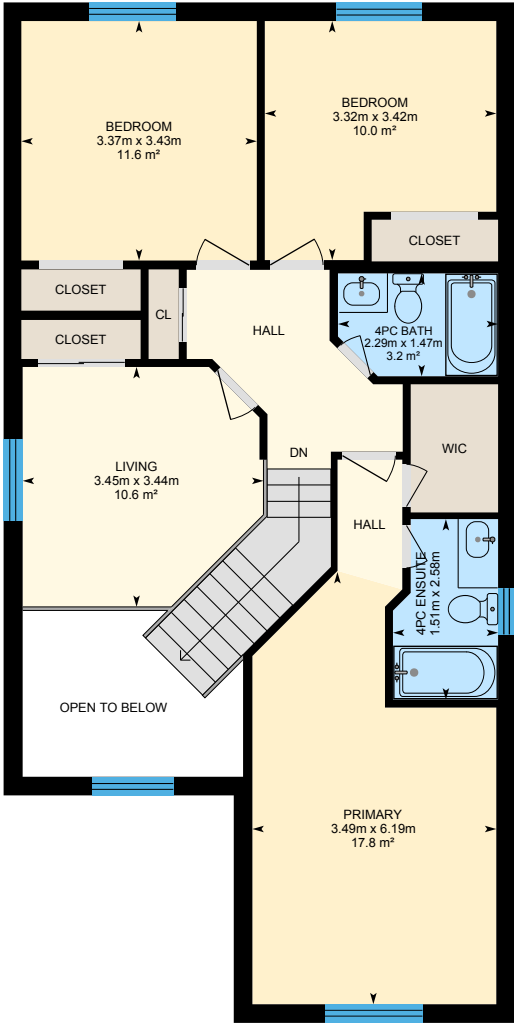 BEDROOM
3.37m x 3.43m
11.6 m²
BEDROOM
3.32m x 3.42m
10.0 m²
CLOSET
CLOSET
CL
HALL
4PC BATH
2.29m x 1.47m
3.2 m²
CLOSET
LIVING
3.45m x 3.44m
10.6 m²
DN
WIC
HALL
4PC ENSUITE
1.51m x 2.58m
OPEN TO BELOW
PRIMARY
3.49m x 6.19m
17.8 m²